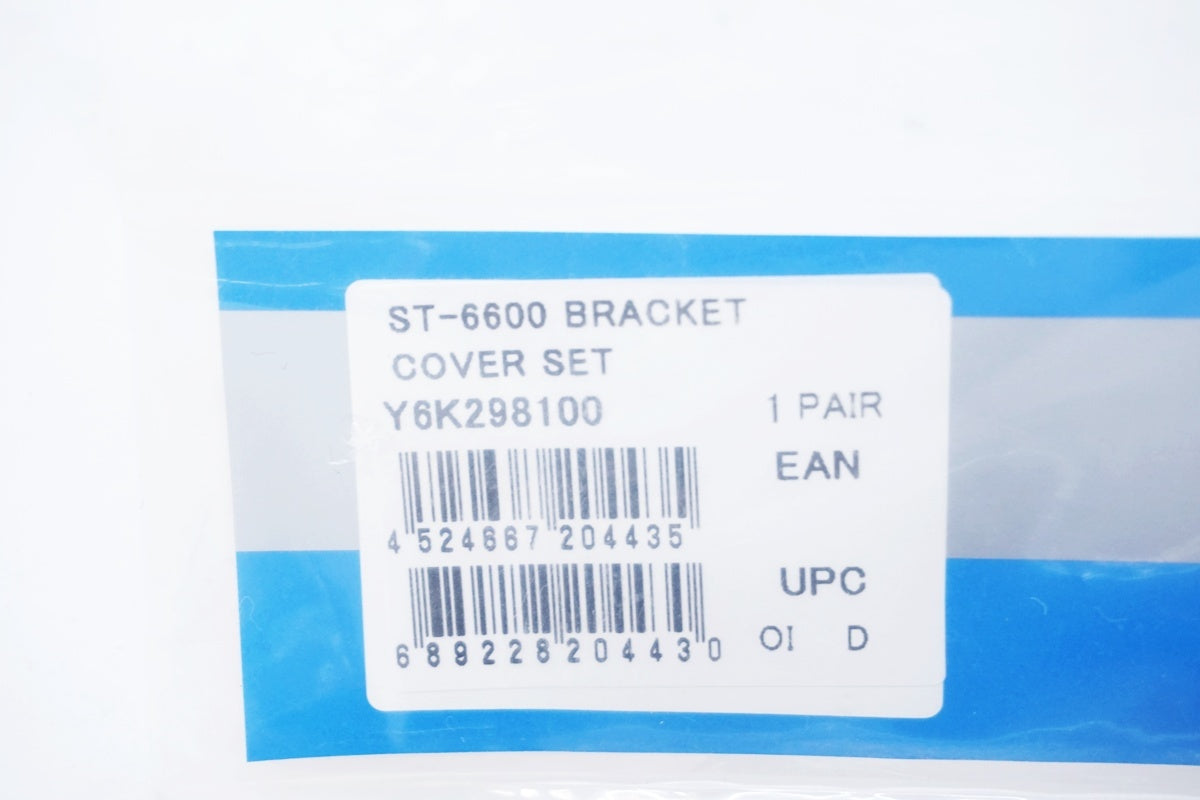 ST-6600 BRACKET
COVER SET
Y6K298100 1 PAIR
EAN
4 524667 204435
UPC
6 89228 20443 0
OI D